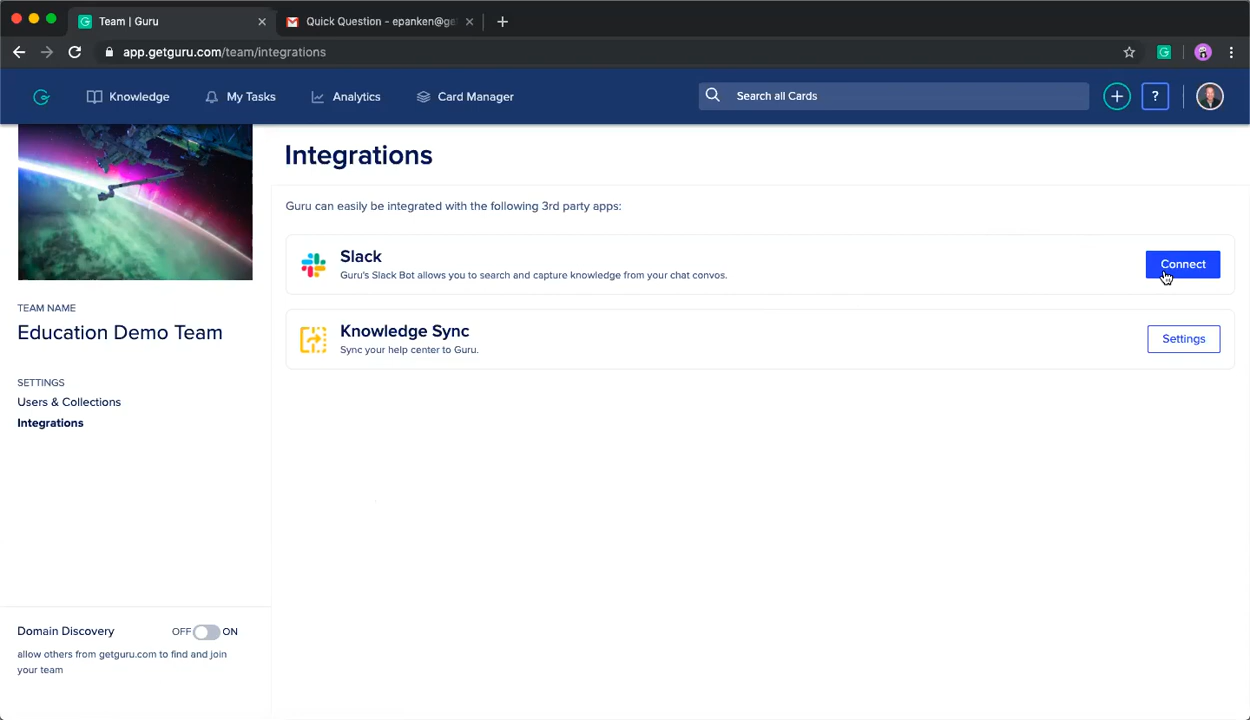 Team | Guru
Quick Question - epanken@ge
app.getguru.com/team/integrations
Knowledge
My Tasks
Analytics
Card Manager
Search all Cards
?
Integrations
Guru can easily be integrated with the following 3rd party apps:
Slack
Guru's Slack Bot allows you to search and capture knowledge from your chat convos.
Connect
Knowledge Sync
Sync your help center to Guru.
Settings
TEAM NAME
Education Demo Team
SETTINGS
Users & Collections
Integrations
Domain Discovery
OFF ON
allow others from getguru.com to find and join
your team